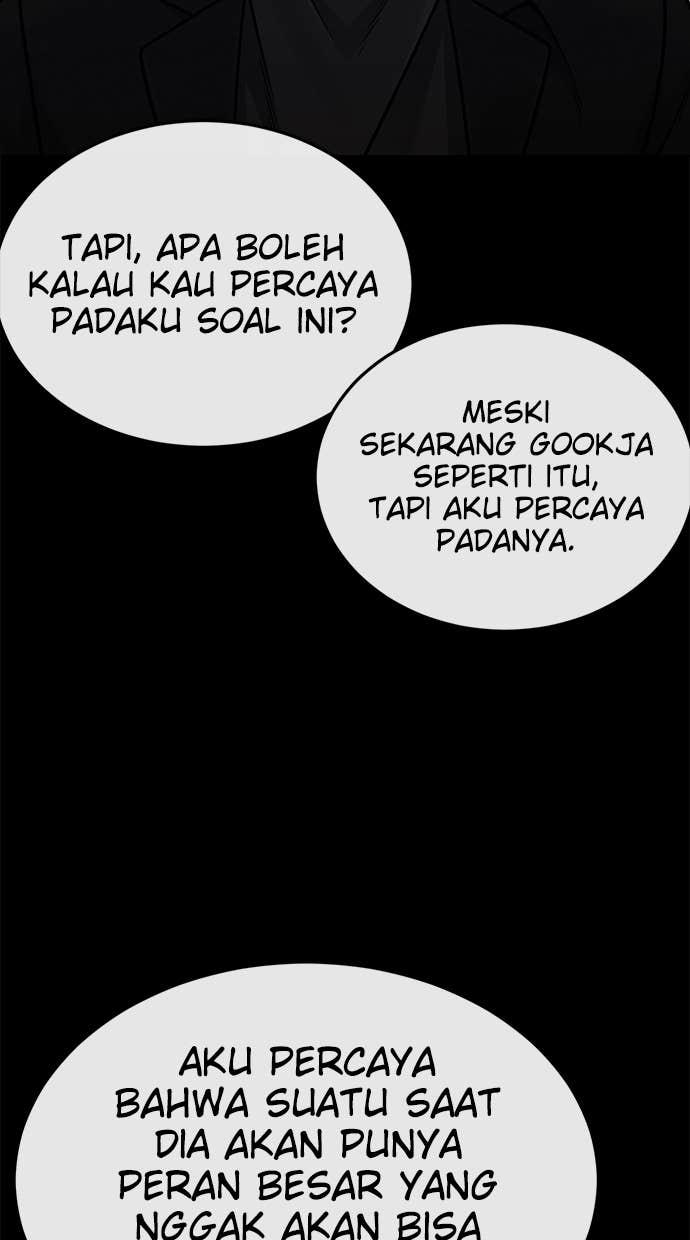 TAPI, APA BOLEH
KALAU KAU PERCAYA
PADAKU SOAL INI?
MESKI
SEKARANG GOOKJA
SEPERTI ITU,
TAPI AKU PERCAYA
PADANYA.
AKU PERCAYA
BAHWA SUATU SAAT
DIA AKAN PUNYA
PERAN BESAR YANG
NGGAK AKAN BISA